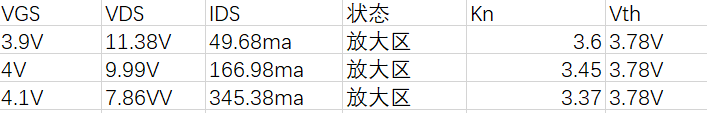 VGS VDS IDS 状态 Kn Vth
3.9V 11.38V 49.68ma 放大区 3.6 3.78V
4V 9.99V 166.98ma 放大区 3.45 3.78V
4.1V 7.86VV 345.38ma 放大区 3.37 3.78V